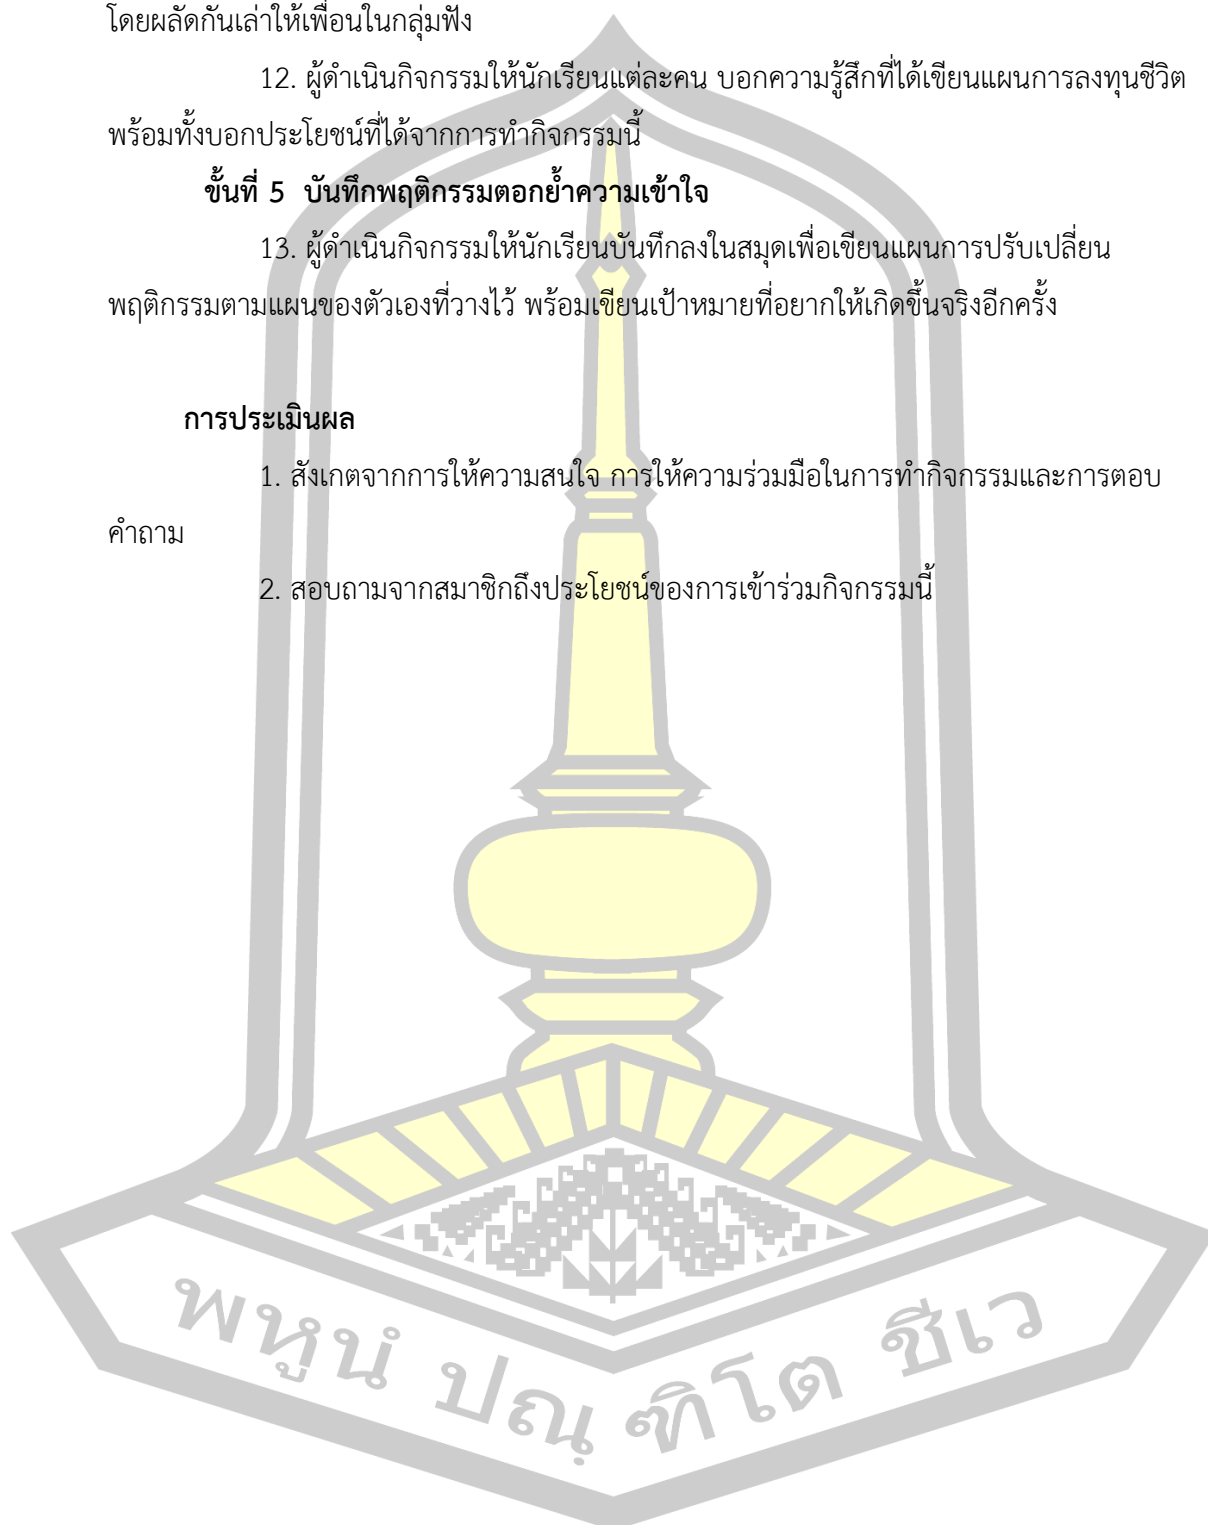 โดยผลัดกันเล่าให้เพื่อนในกลุ่มฟัง
12. ผู้ดำเนินกิจกรรมให้นักเรียนแต่ละคน บอกความรู้สึกที่ได้เขียนแผนการลงทุนชีวิต
พร้อมทั้งบอกประโยชน์ที่ได้จากการทำกิจกรรมนี้
ขั้นที่ 5 บันทึกพฤติกรรมตอกย้ำความเข้าใจ
13. ผู้ดำเนินกิจกรรมให้นักเรียนบันทึกลงในสมุดเพื่อเขียนแผนการปรับเปลี่ยน
พฤติกรรมตามแผนของตัวเองที่วางไว้ พร้อมเขียนเป้าหมายที่อยากให้เกิดขึ้นจริงอีกครั้ง
การประเมินผล
1. สังเกตจากการให้ความสนใจ การให้ความร่วมมือในการทำกิจกรรมและการตอบ
คำถาม
2. สอบถามจากสมาชิกถึงประโยชน์ของการเข้าร่วมกิจกรรมนี้
พหูนํ ปณฺฑิโต ชีเว